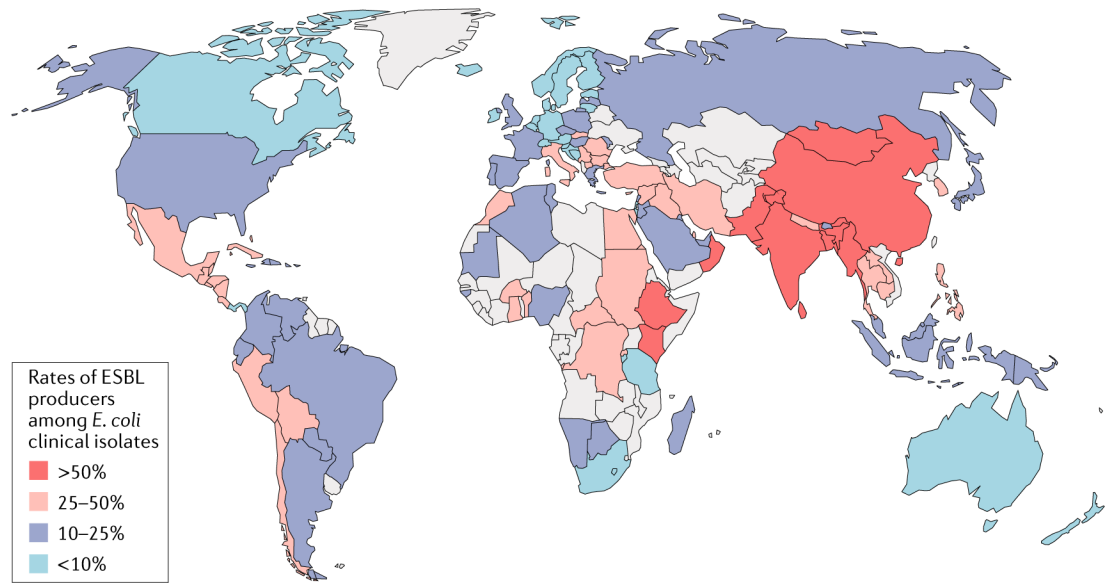 Rates of ESBL
producers
among E. coli
clinical isolates
>50%
25–50%
10–25%
<10%